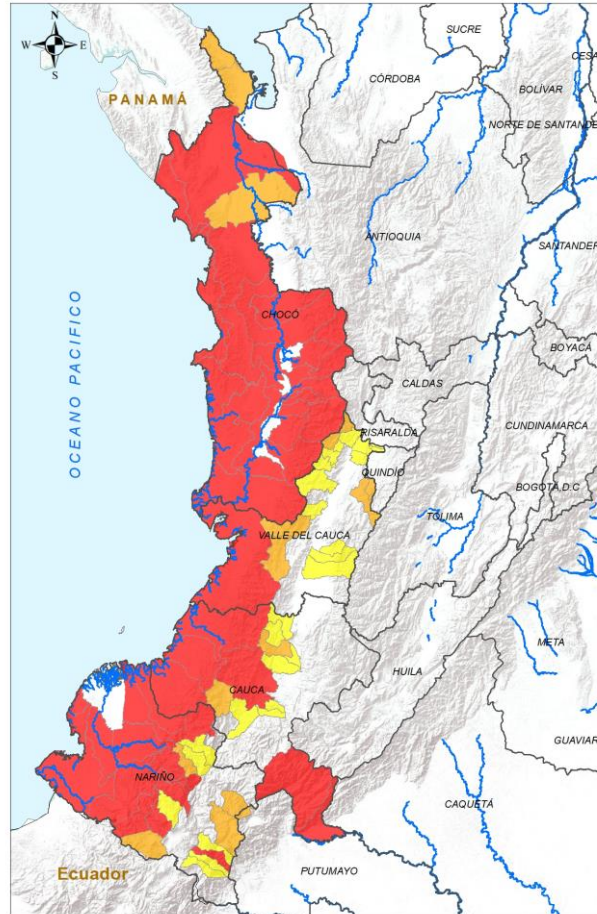 N
W E
S
PANAMÁ
SUCRE
CÓRDOBA
BOLÍVAR
CESA
NORTE DE SANTANDE
ANTIOQUIA
SANTANDER
OCEANO PACIFICO
CHOCÓ
BOYACÁ
CALDAS
CUNDINAMARCA
RISARALDA
QUINDÍO
BOGOTÁ D.C
TOLIMA
VALLE DEL CAUCA
META
HUILA
CAUCA
GUAVIAR
NARIÑO
CAQUETÁ
Ecuador
PUTUMAYO